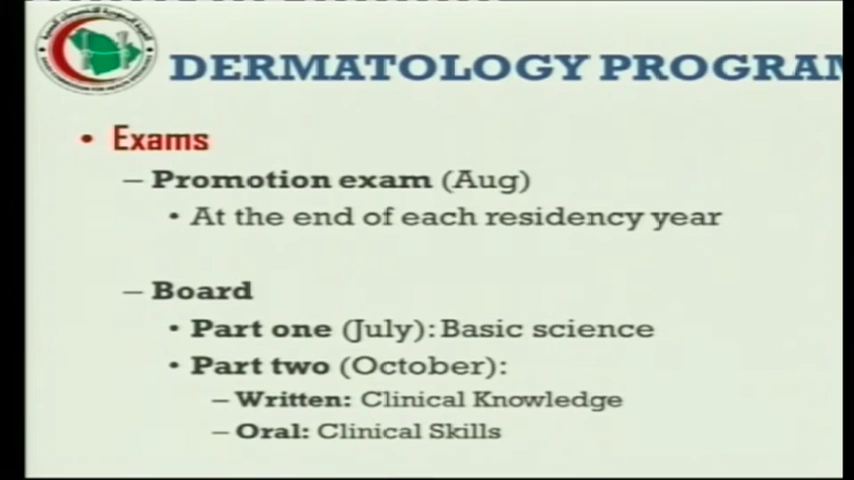 DERMATOLOGY PROGRAM
• Exams
– Promotion exam (Aug)
• At the end of each residency year
– Board
• Part one (July): Basic science
• Part two (October):
– Written: Clinical Knowledge
– Oral: Clinical Skills